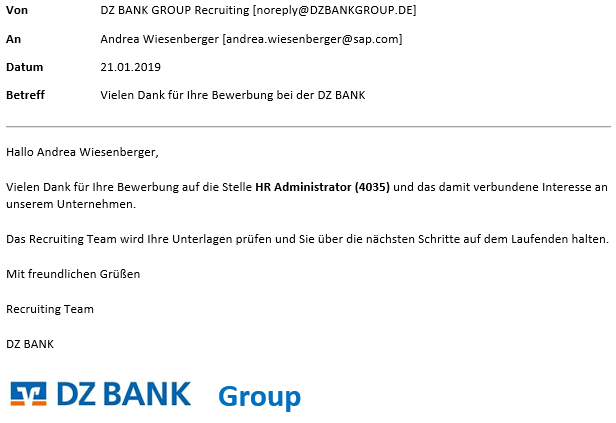 Von DZ BANK GROUP Recruiting [noreply@DZBANKGROUP.DE]
An Andrea Wiesenberger [andrea.wiesenberger@sap.com]
Datum 21.01.2019
Betreff Vielen Dank für Ihre Bewerbung bei der DZ BANK
Hallo Andrea Wiesenberger,
Vielen Dank für Ihre Bewerbung auf die Stelle HR Administrator (4035) und das damit verbundene Interesse an
unserem Unternehmen.
Das Recruiting Team wird Ihre Unterlagen prüfen und Sie über die nächsten Schritte auf dem Laufenden halten.
Mit freundlichen Grüßen
Recruiting Team
DZ BANK
DZ BANK Group